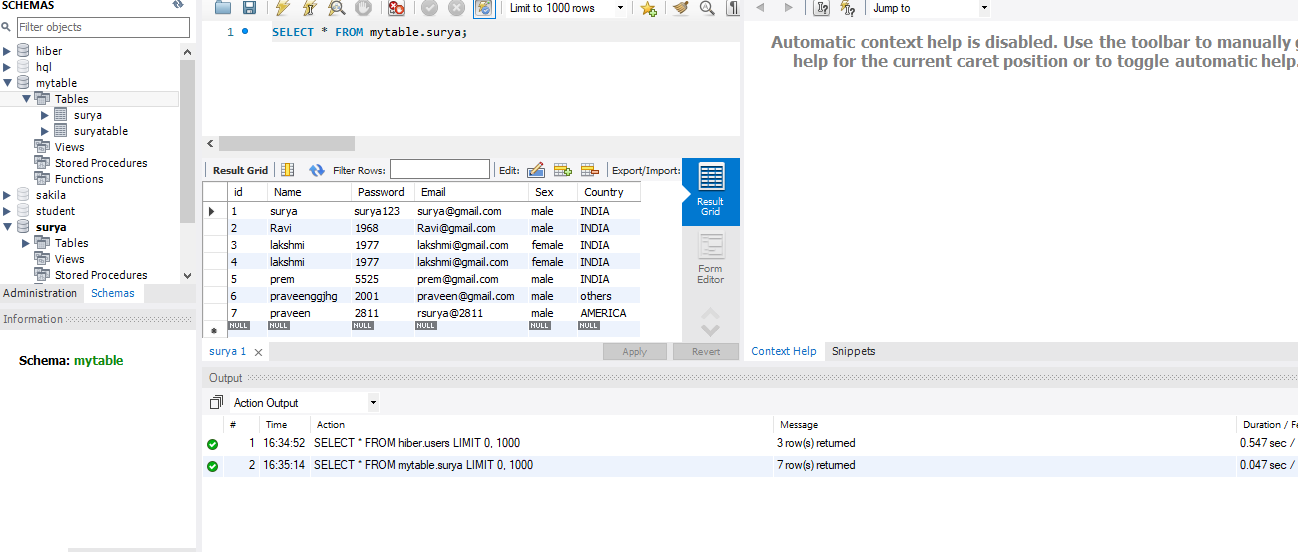 SCHEMAS
Filter objects
hiber
hql
mytable
Tables
surya
suryatable
Views
Stored Procedures
Functions
sakila
student
surya
Tables
Views
Stored Procedures
Administration Schemas
Information
Schema: mytable
Limit to 1000 rows
1 SELECT * FROM mytable.surya;
Result Grid Filter Rows: Edit: Export/Import:
id Name Password Email Sex Country
1 surya surya123 surya@gmail.com male INDIA
2 Ravi 1968 Ravi@gmail.com male INDIA
3 lakshmi 1977 lakshmi@gmail.com female INDIA
4 lakshmi 1977 lakshmi@gmail.com female INDIA
5 prem 5525 prem@gmail.com male INDIA
6 praveenggjhg 2001 praveen@gmail.com male others
7 praveen 2811 rsurya@2811 male AMERICA
NULL NULL NULL NULL NULL NULL
Result
Grid
Form
Editor
surya 1 Apply Revert
Jump to
Automatic context help is disabled. Use the toolbar to manually g
help for the current caret position or to toggle automatic help.
Context Help Snippets
Output
Action Output
# Time Action Message Duration / Fe
1 16:34:52 SELECT * FROM hiber.users LIMIT 0, 1000 3 row(s) returned 0.547 sec /
2 16:35:14 SELECT * FROM mytable.surya LIMIT 0, 1000 7 row(s) returned 0.047 sec /